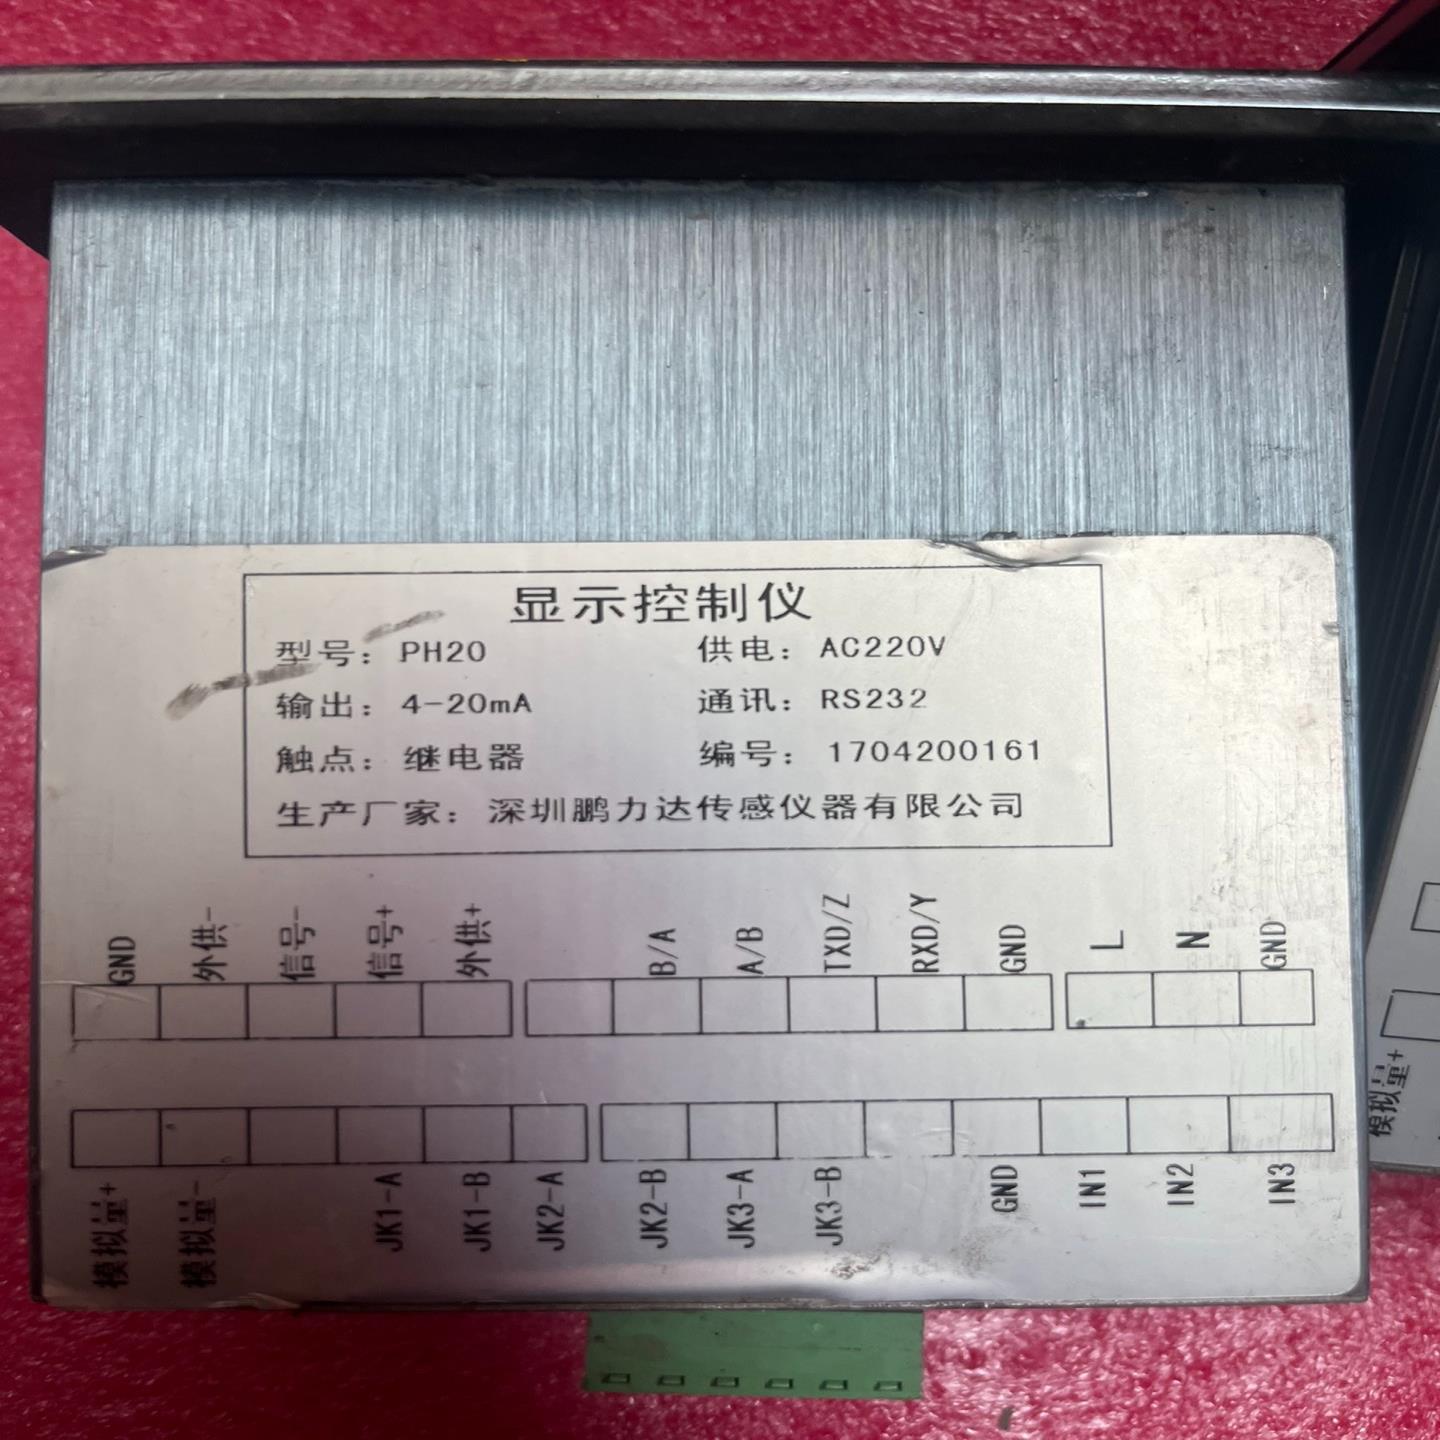 显示控制仪
型号：PH20 供电：AC220V
输出：4-20mA 通讯：RS232
触点：继电器 编号：1704200161
生产厂家：深圳鹏力达传感仪器有限公司
GND 外供- 信号- 信号+ 外供+ B/A A/B TXD/Z RXD/Y GND L N GND
模拟量+ 模拟量- JK1-A JK1-B JK2-A JK2-B JK3-A JK3-B GND IN1 IN2 IN3
模拟量+